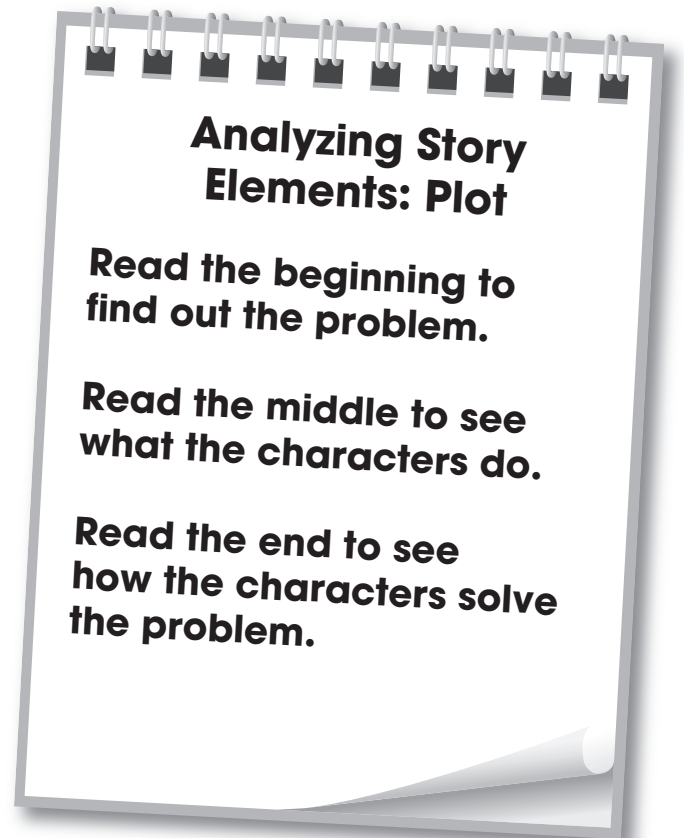 Analyzing Story
Elements: Plot
Read the beginning to
find out the problem.
Read the middle to see
what the characters do.
Read the end to see
how the characters solve
the problem.